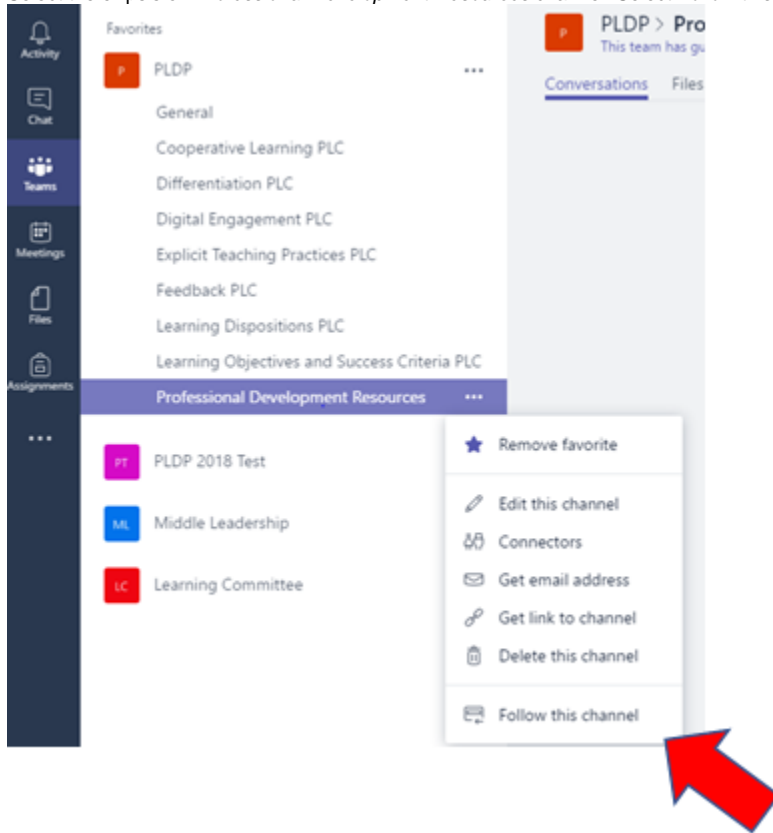 Activity
Chat
Teams
Meetings
Files
Assignments
Favorites
P PLDP
General
Cooperative Learning PLC
Differentiation PLC
Digital Engagement PLC
Explicit Teaching Practices PLC
Feedback PLC
Learning Dispositions PLC
Learning Objectives and Success Criteria PLC
Professional Development Resources
PT PLDP 2018 Test
ML Middle Leadership
LC Learning Committee
P PLDP > Pro
This team has gu
Conversations Files
Remove favorite
Edit this channel
Connectors
Get email address
Get link to channel
Delete this channel
Follow this channel